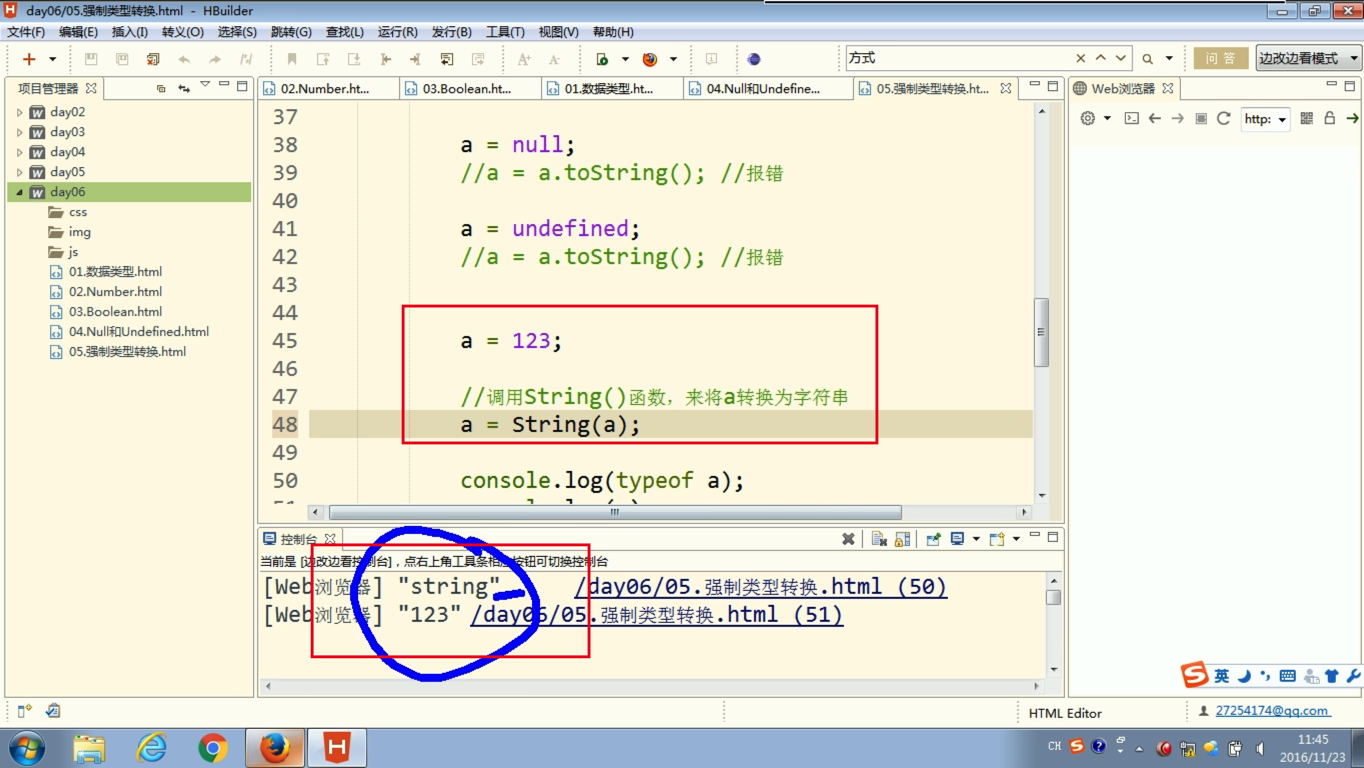 day06/05.强制类型转换.html - HBuilder
文件(F) 编辑(E) 插入(I) 转义(O) 选择(S) 跳转(G) 查找(L) 运行(R) 发行(B) 工具(T) 视图(V) 帮助(H)
方式
问 答
边改边看模式
项目管理器
02.Number.ht...
03.Boolean.ht...
01.数据类型.ht...
04.Null和Undefine...
05.强制类型转换.ht...
Web浏览器
http:
day02
day03
day04
day05
day06
css
img
js
01.数据类型.html
02.Number.html
03.Boolean.html
04.Null和Undefined.html
05.强制类型转换.html
37
38 a = null;
39 //a = a.toString(); //报错
40
41 a = undefined;
42 //a = a.toString(); //报错
43
44
45 a = 123;
46
47 //调用String()函数，来将a转换为字符串
48 a = String(a);
49
50 console.log(typeof a);
控制台
当前是 [边改边看控制台]，点右上角工具条相应按钮可切换控制台
[Web浏览器] "string" /day06/05.强制类型转换.html (50)
[Web浏览器] "123" /day06/05.强制类型转换.html (51)
英
HTML Editor
27254174@qq.com
CH
11:45
2016/11/23